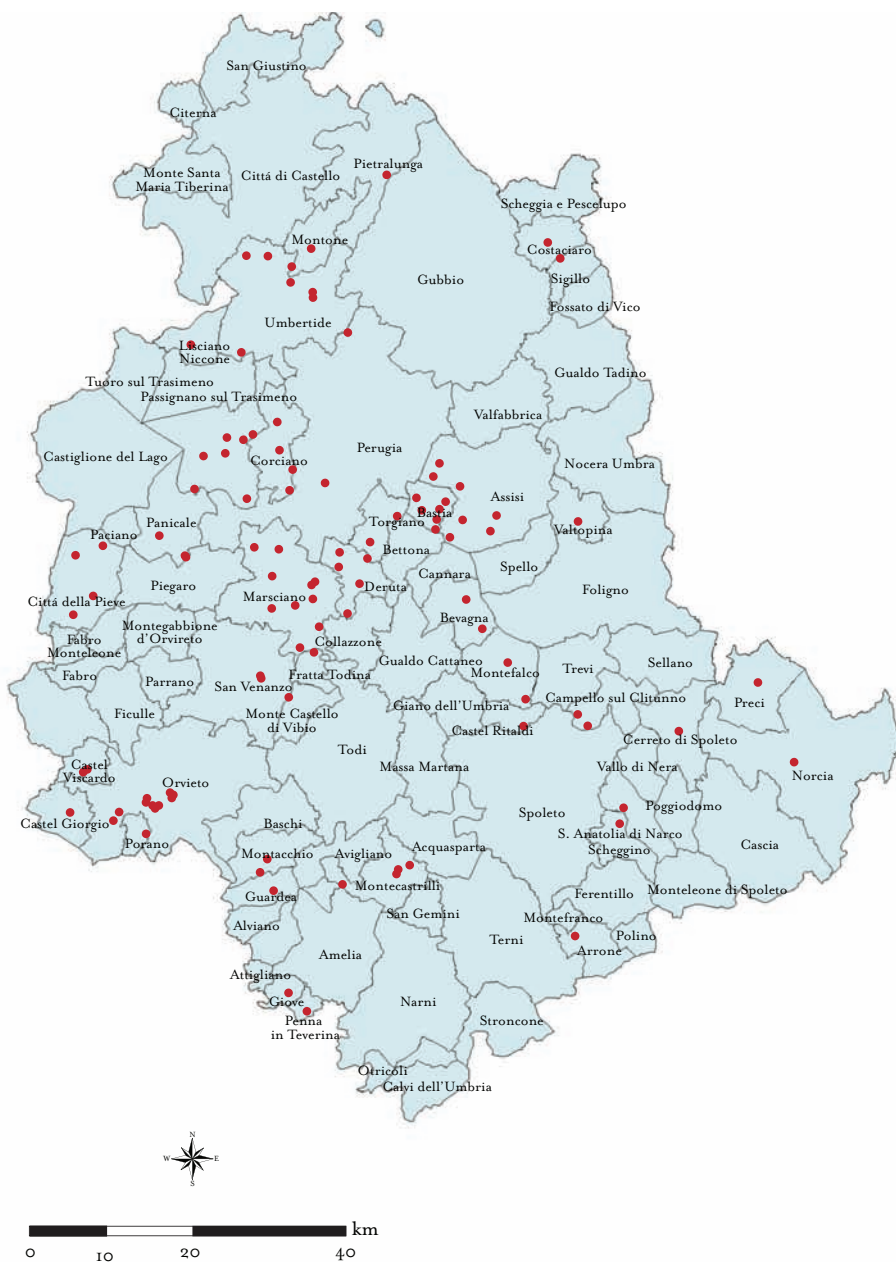 San Giustino
Citerna
Pietralunga
Monte Santa
Maria Tiberina
Cittá di Castello
Scheggia e Pescelupo
Montone
Costaciaro
Gubbio
Sigillo
Fossato di Vico
Umbertide
Lisciano
Niccone
Gualdo Tadino
Tuoro sul Trasimeno
Passignano sul Trasimeno
Valfabbrica
Perugia
Castiglione del Lago
Corciano
Nocera Umbra
Assisi
Bastia
Torgiano
Panicale
Paciano
Valtopina
Bettona
Spello
Cannara
Piegaro
Deruta
Foligno
Marsciano
Cittá della Pieve
Bevagna
Montegabbione
d'Orvireto
Fabro
Monteleone
Collazzone
Gualdo Cattaneo
Sellano
Trevi
Montefalco
Fabro
Parrano
Fratta Todina
San Venanzo
Preci
Campello sul Clitunno
Giano dell'Umbria
Ficulle
Monte Castello
di Vibio
Castel Ritaldi
Cerreto di Spoleto
Todi
Massa Martana
Vallo di Nera
Norcia
Castel
Viscardo
Orvieto
Poggiodomo
Spoleto
Castel Giorgio
Baschi
S. Anatolia di Narco
Scheggino
Porano
Cascia
Acquasparta
Montacchio
Avigliano
Montecastrilli
Monteleone di Spoleto
Guardea
Ferentillo
San Gemini
Montefranco
Alviano
Polino
Terni
Arrone
Amelia
Attigliano
Giove
Narni
Penna
in Teverina
Stroncone
Otricoli
Calvi dell'Umbria
N
W E
S
km
0 10 20 40